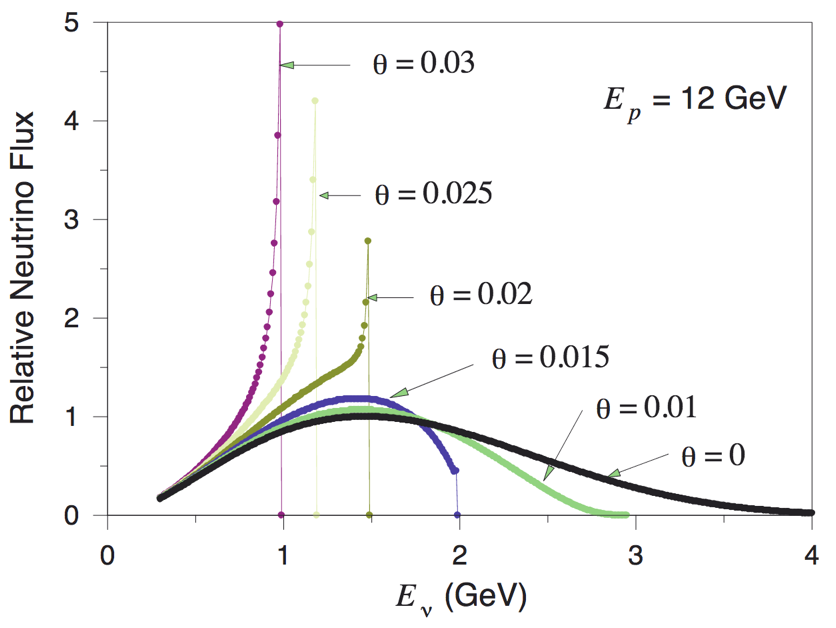 5
θ = 0.03
E_p = 12 GeV
4
θ = 0.025
3
θ = 0.02
2
θ = 0.015
θ = 0.01
1
θ = 0
0
0 1 2 3 4
E_ν (GeV)
Relative Neutrino Flux